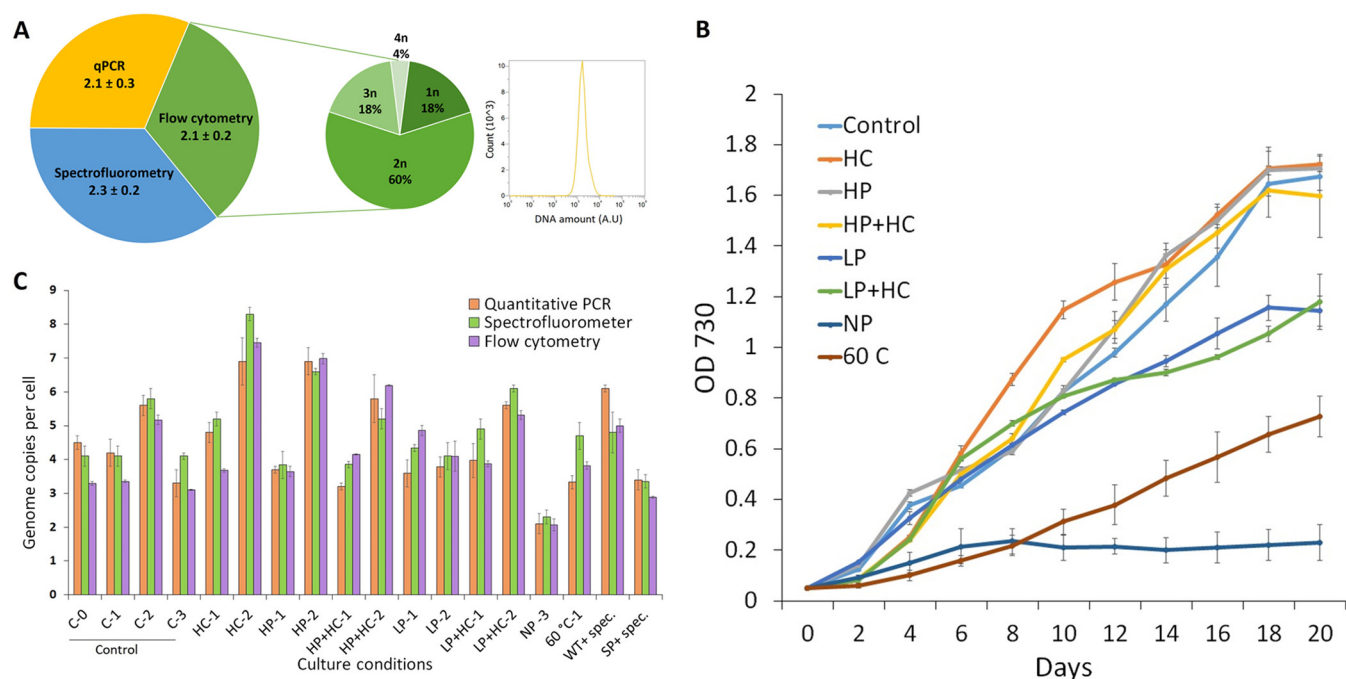 A
qPCR
2.1 ± 0.3
Flow cytometry
2.1 ± 0.2
Spectrofluorometry
2.3 ± 0.2
4n
4%
3n
18%
1n
18%
2n
60%
Count (10^3)
10
8
6
4
2
0
DNA amount (A.U)
B
2
1.8
1.6
1.4
1.2
1
0.8
0.6
0.4
0.2
0
OD 730
Control
HC
HP
HP+HC
LP
LP+HC
NP
60 C
0 2 4 6 8 10 12 14 16 18 20
Days
C
9
8
7
6
5
4
3
2
1
0
Genome copies per cell
Quantitative PCR
Spectrofluorometer
Flow cytometry
C-0 C-1 C-2 C-3 HC-1 HC-2 HP-1 HP-2 HP+HC-1 HP+HC-2 LP-1 LP-2 LP+HC-1 LP+HC-2 NP -3 60 °C-1 WT+ spec. SP+ spec.
Control
Culture conditions